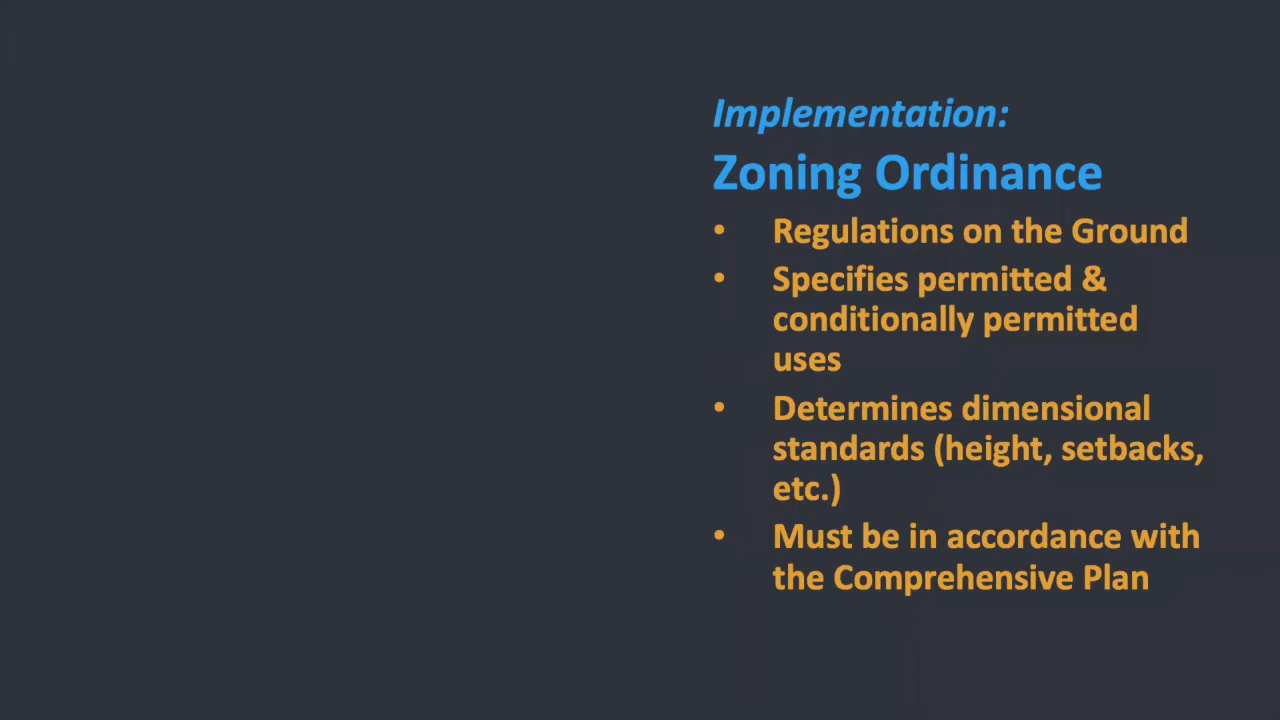 Implementation:
Zoning Ordinance
• Regulations on the Ground
• Specifies permitted &
conditionally permitted
uses
• Determines dimensional
standards (height, setbacks,
etc.)
• Must be in accordance with
the Comprehensive Plan